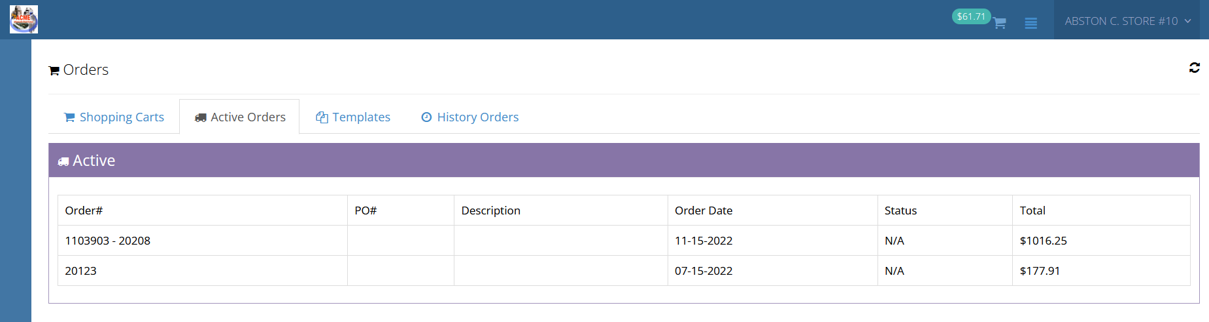 $61.71
ABSTON C. STORE #10
Orders
Shopping Carts Active Orders Templates History Orders
Active
Order# PO# Description Order Date Status Total
1103903 - 20208 11-15-2022 N/A $1016.25
20123 07-15-2022 N/A $177.91